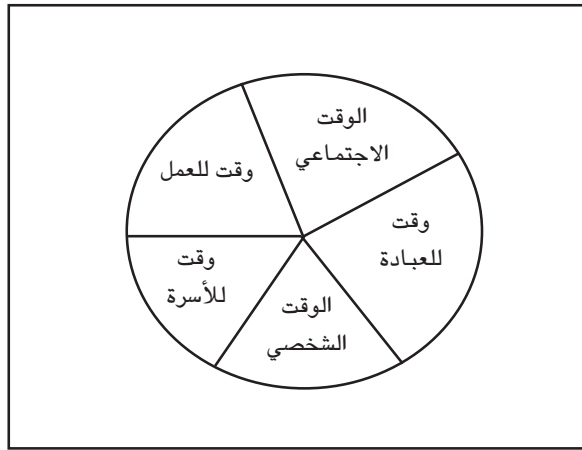 الوقت
الاجتماعي
وقت للعمل
وقت
للعبادة
وقت
للأسرة
الوقت
الشخصي